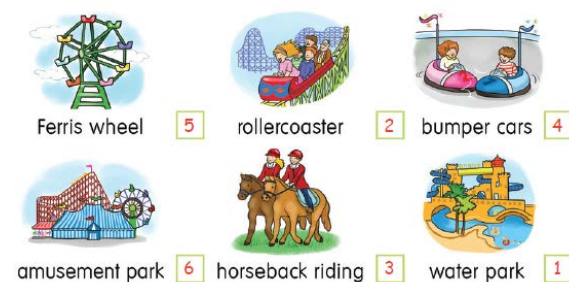 Ferris wheel 5 rollercoaster 2 bumper cars 4
amusement park 6 horseback riding 3 water park 1